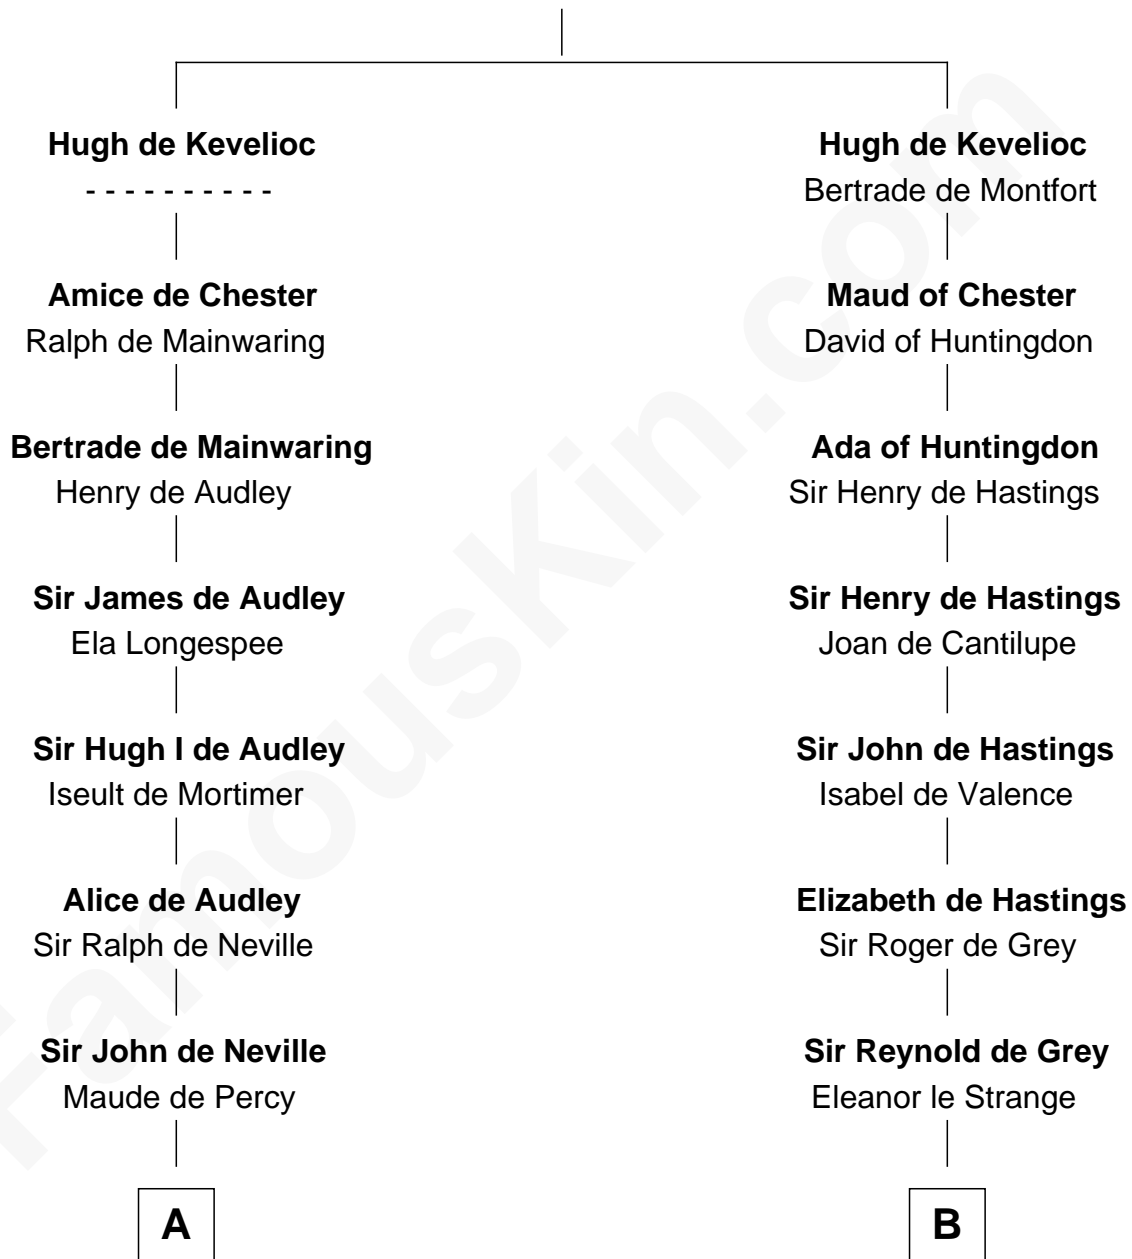 Hugh de Kevelioc
- - - - - - - - - -
Amice de Chester
Ralph de Mainwaring
Bertrade de Mainwaring
Henry de Audley
Sir James de Audley
Ela Longespee
Sir Hugh I de Audley
Iseult de Mortimer
Alice de Audley
Sir Ralph de Neville
Sir John de Neville
Maude de Percy
A
Hugh de Kevelioc
Bertrade de Montfort
Maud of Chester
David of Huntingdon
Ada of Huntingdon
Sir Henry de Hastings
Sir Henry de Hastings
Joan de Cantilupe
Sir John de Hastings
Isabel de Valence
Elizabeth de Hastings
Sir Roger de Grey
Sir Reynold de Grey
Eleanor le Strange
B
FamousKin.com